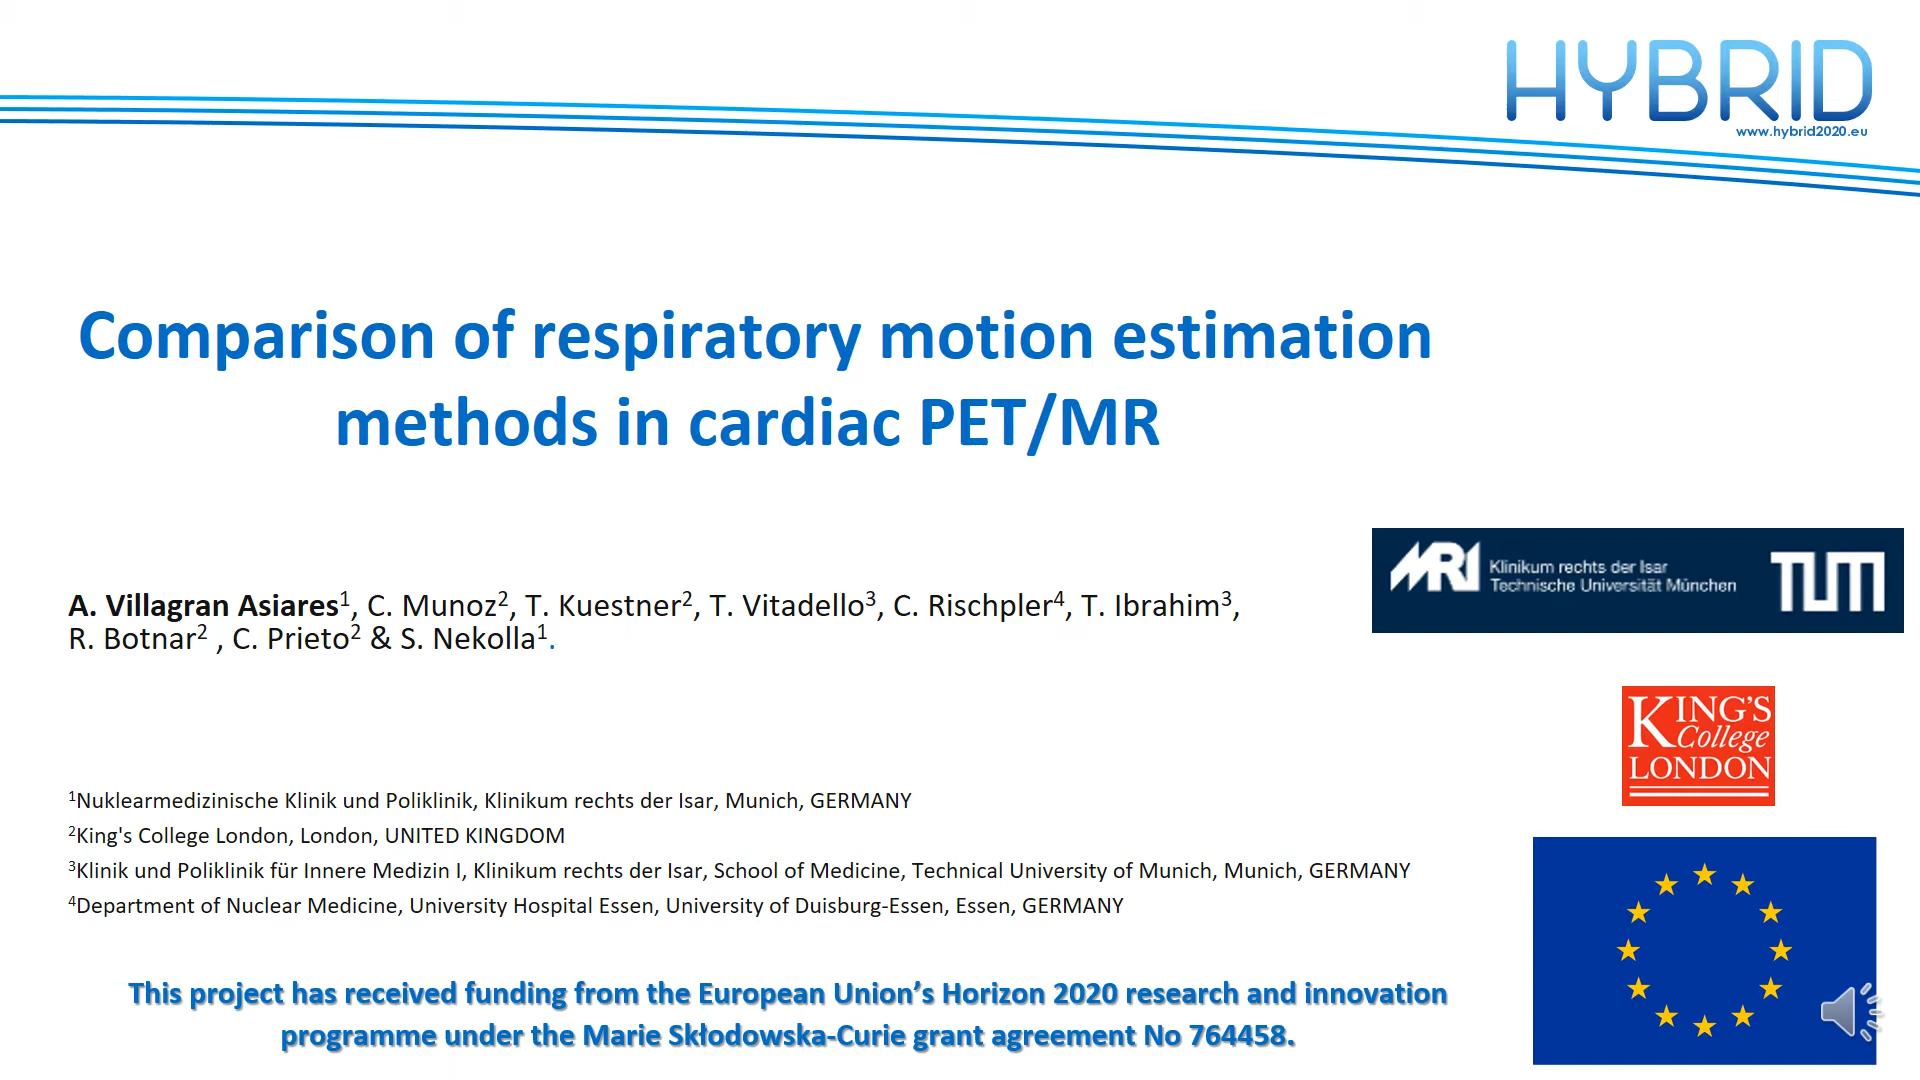 HYBRID
www.hybrid2020.eu
Comparison of respiratory motion estimation
methods in cardiac PET/MR
MRI Klinikum rechts der Isar
Technische Universität München
TUM
A. Villagran Asiares¹, C. Munoz², T. Kuestner², T. Vitadello³, C. Rischpler⁴, T. Ibrahim³,
R. Botnar² , C. Prieto² & S. Nekolla¹.
KING'S
College
LONDON
¹Nuklearmedizinische Klinik und Poliklinik, Klinikum rechts der Isar, Munich, GERMANY
²King's College London, London, UNITED KINGDOM
³Klinik und Poliklinik für Innere Medizin I, Klinikum rechts der Isar, School of Medicine, Technical University of Munich, Munich, GERMANY
⁴Department of Nuclear Medicine, University Hospital Essen, University of Duisburg-Essen, Essen, GERMANY
This project has received funding from the European Union’s Horizon 2020 research and innovation
programme under the Marie Skłodowska-Curie grant agreement No 764458.